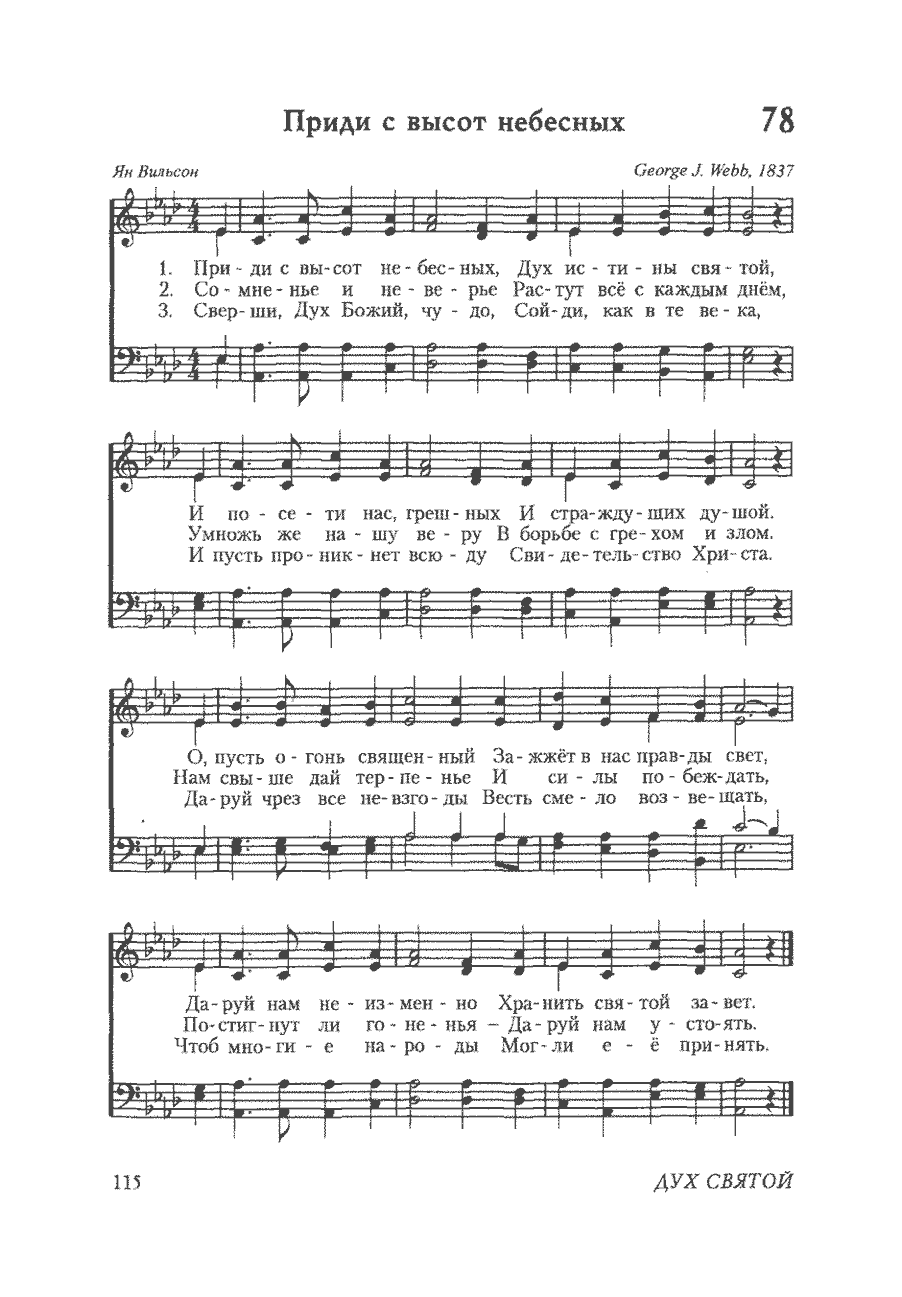 Приди с высот небесных 78
Ян Вильсон George J. Webb, 1837
1. При - ди с вы-сот не - бес- ных, Дух ис - ти - ны свя - той,
2. Со - мне - нье и не - ве - рье Рас- тут всё с каждым днём,
3. Свер- ши, Дух Божий, чу - до, Сой- ди, как в те ве - ка,
И по - се - ти нас, греш - ных И стра-жду - щих ду- шой.
Умножь же на - шу ве - ру В борьбе с гре- хом и злом.
И пусть про - ник - нет всю - ду Сви - де - тель- ство Хри- ста.
О, пусть о - гонь священ- ный За- жжёт в нас прав- ды свет,
Нам свы - ше дай тер - пе - нье И си - лы по - беж- дать,
Да- руй чрез все не- взго- ды Весть сме - ло воз - ве- щать,
Да- руй нам не - из- мен - но Хра- нить свя - той за - вет.
По- стиг- нут ли го - не - нья – Да - руй нам у - сто-ять.
Чтоб мно- ги - е на - ро - ды Мог- ли е - ё при- нять.
115 ДУХ СВЯТОЙ